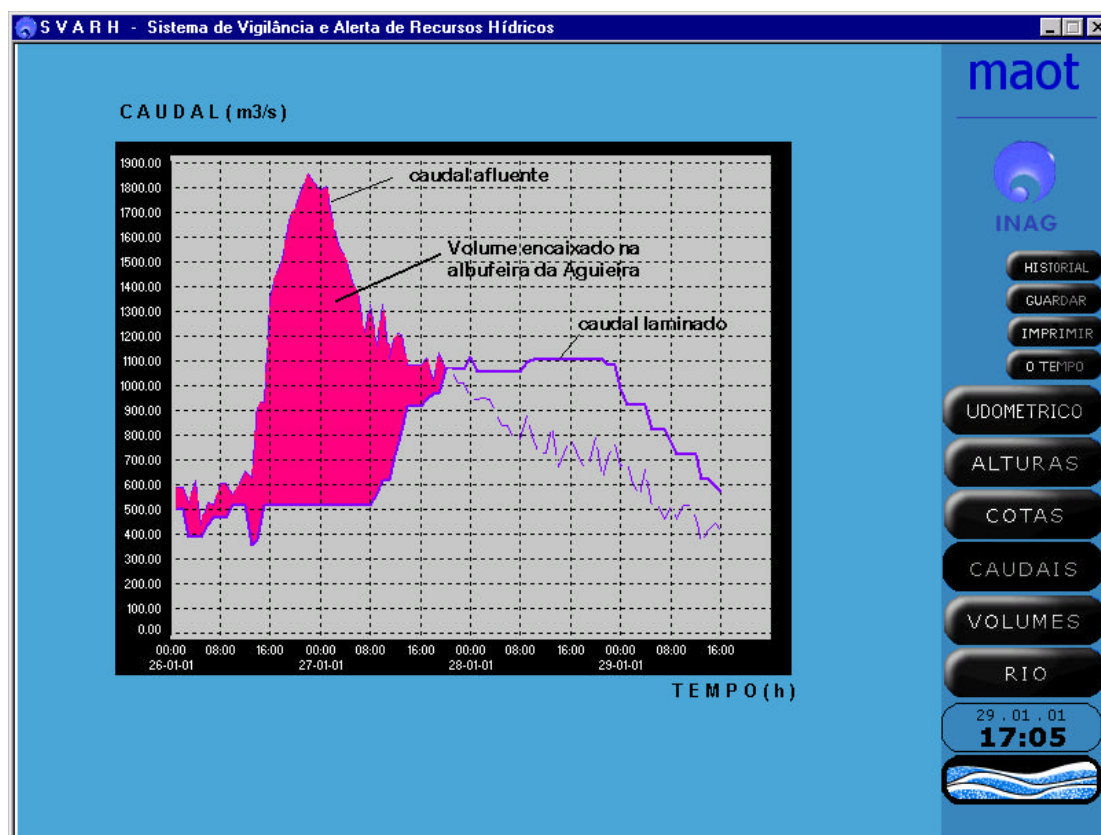 S V A R H - Sistema de Vigilância e Alerta de Recursos Hídricos
maot
INAG
HISTORIAL
GUARDAR
IMPRIMIR
O TEMPO
UDOMETRICO
ALTURAS
COTAS
CAUDAIS
VOLUMES
RIO
29 . 01 . 01
17:05
CAUDAL (m3/s)
1900.00
1800.00
1700.00
1600.00
1500.00
1400.00
1300.00
1200.00
1100.00
1000.00
900.00
800.00
700.00
600.00
500.00
400.00
300.00
200.00
100.00
0.00
caudal afluente
Volume encaixado na
albufeira da Aguieira
caudal laminado
00:00 08:00 16:00 00:00 08:00 16:00 00:00 08:00 16:00 00:00 08:00 16:00
26-01-01 27-01-01 28-01-01 29-01-01
TEMPO (h)